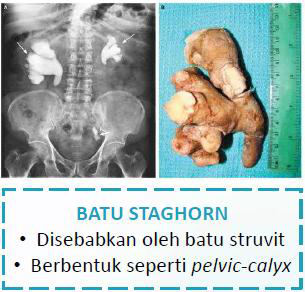 A
B
BATU STAGHORN
• Disebabkan oleh batu struvit
• Berbentuk seperti pelvic-calyx